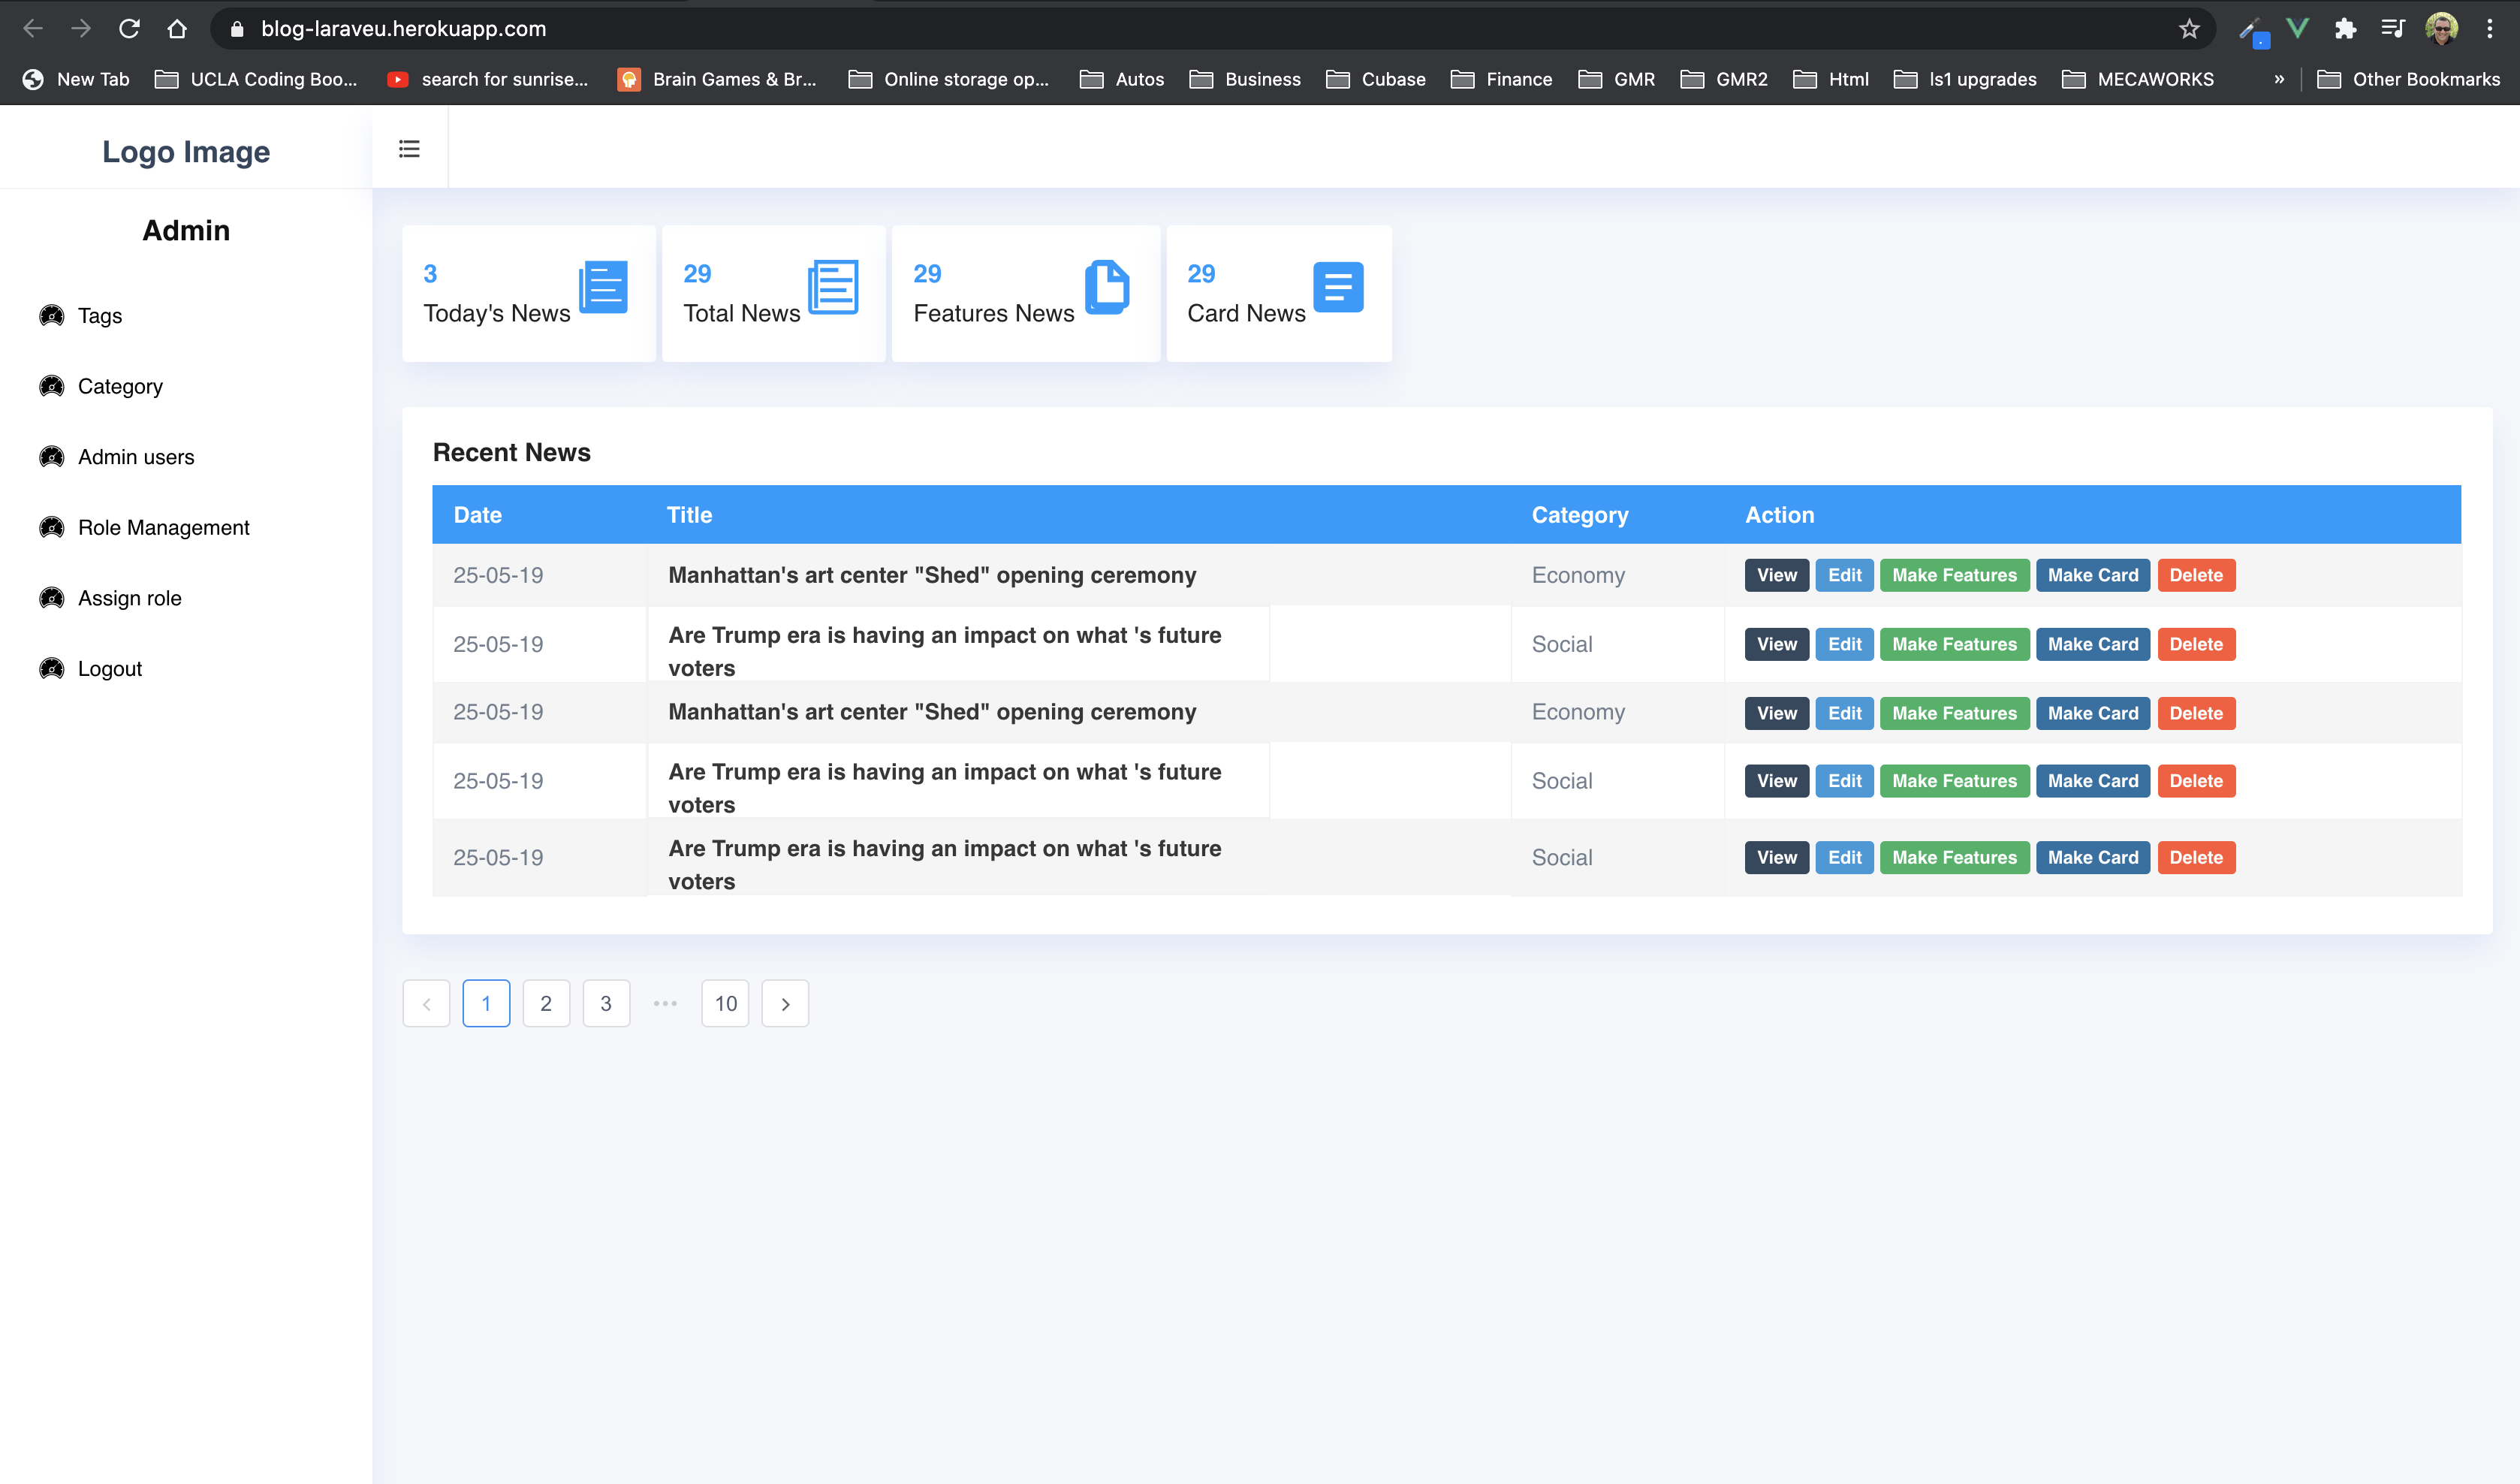 blog-laraveu.herokuapp.com
New Tab UCLA Coding Boo... search for sunrise... Brain Games & Br... Online storage op... Autos Business Cubase Finance GMR GMR2 Html ls1 upgrades MECAWORKS » Other Bookmarks
Logo Image
Admin
Tags
Category
Admin users
Role Management
Assign role
Logout
3
Today's News
29
Total News
29
Features News
29
Card News
Recent News
Date Title Category Action
25-05-19 Manhattan's art center "Shed" opening ceremony Economy View Edit Make Features Make Card Delete
25-05-19 Are Trump era is having an impact on what 's future
voters Social View Edit Make Features Make Card Delete
25-05-19 Manhattan's art center "Shed" opening ceremony Economy View Edit Make Features Make Card Delete
25-05-19 Are Trump era is having an impact on what 's future
voters Social View Edit Make Features Make Card Delete
25-05-19 Are Trump era is having an impact on what 's future
voters Social View Edit Make Features Make Card Delete
1 2 3 ••• 10